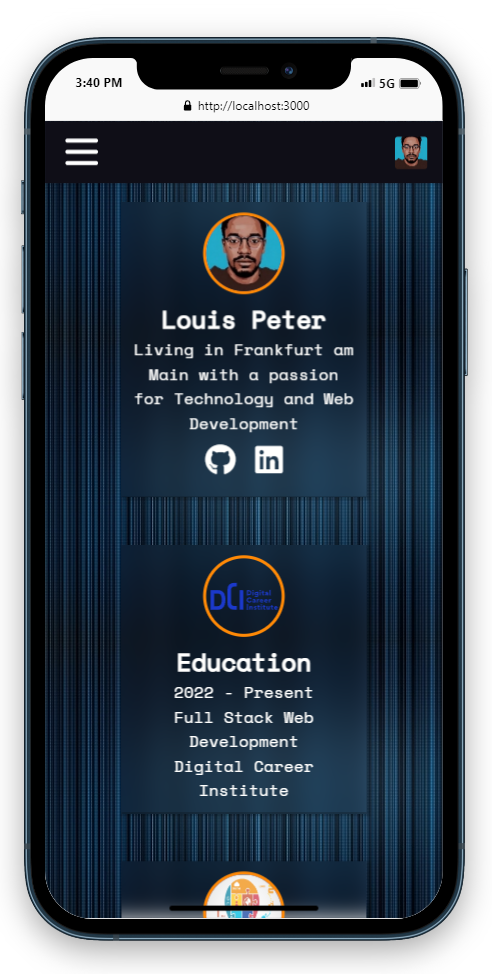 3:40 PM
5G
http://localhost:3000
Louis Peter
Living in Frankfurt am
Main with a passion
for Technology and Web
Development
in
DCI Digital
Career
Institute
Education
2022 - Present
Full Stack Web
Development
Digital Career
Institute